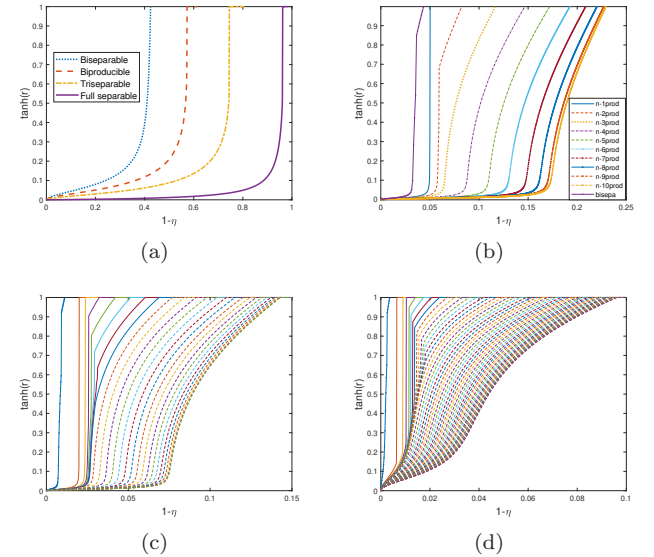 1
0.9
0.8
0.7
0.6
0.5
0.4
0.3
0.2
0.1
0
tanh(r)
Biseparable
Biproducible
Triseparable
Full separable
0 0.2 0.4 0.6 0.8 1
1-η
(a)
1
0.9
0.8
0.7
0.6
0.5
0.4
0.3
0.2
0.1
0
tanh(r)
n-1prod
n-2prod
n-3prod
n-4prod
n-5prod
n-6prod
n-7prod
n-8prod
n-9prod
n-10prod
bisepa
0 0.05 0.1 0.15 0.2 0.25
1-η
(b)
1
0.9
0.8
0.7
0.6
0.5
0.4
0.3
0.2
0.1
0
tanh(r)
0 0.05 0.1 0.15
1-η
(c)
1
0.9
0.8
0.7
0.6
0.5
0.4
0.3
0.2
0.1
0
tanh(r)
0 0.02 0.04 0.06 0.08 0.1
1-η
(d)